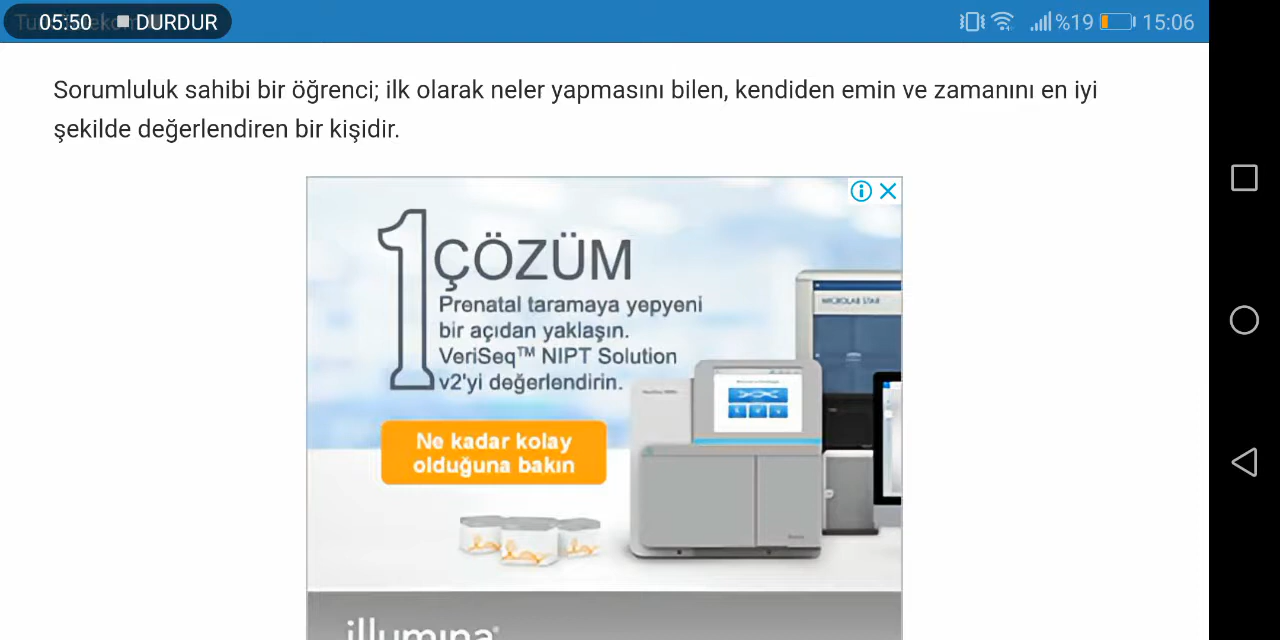 05:50 DURDUR
%19 15:06
Sorumluluk sahibi bir öğrenci; ilk olarak neler yapmasını bilen, kendiden emin ve zamanını en iyi
şekilde değerlendiren bir kişidir.
1 ÇÖZÜM
Prenatal taramaya yepyeni
bir açıdan yaklaşın.
VeriSeq™ NIPT Solution
v2'yi değerlendirin.
MICROLAB STAR
Ne kadar kolay
olduğuna bakın
illumina®